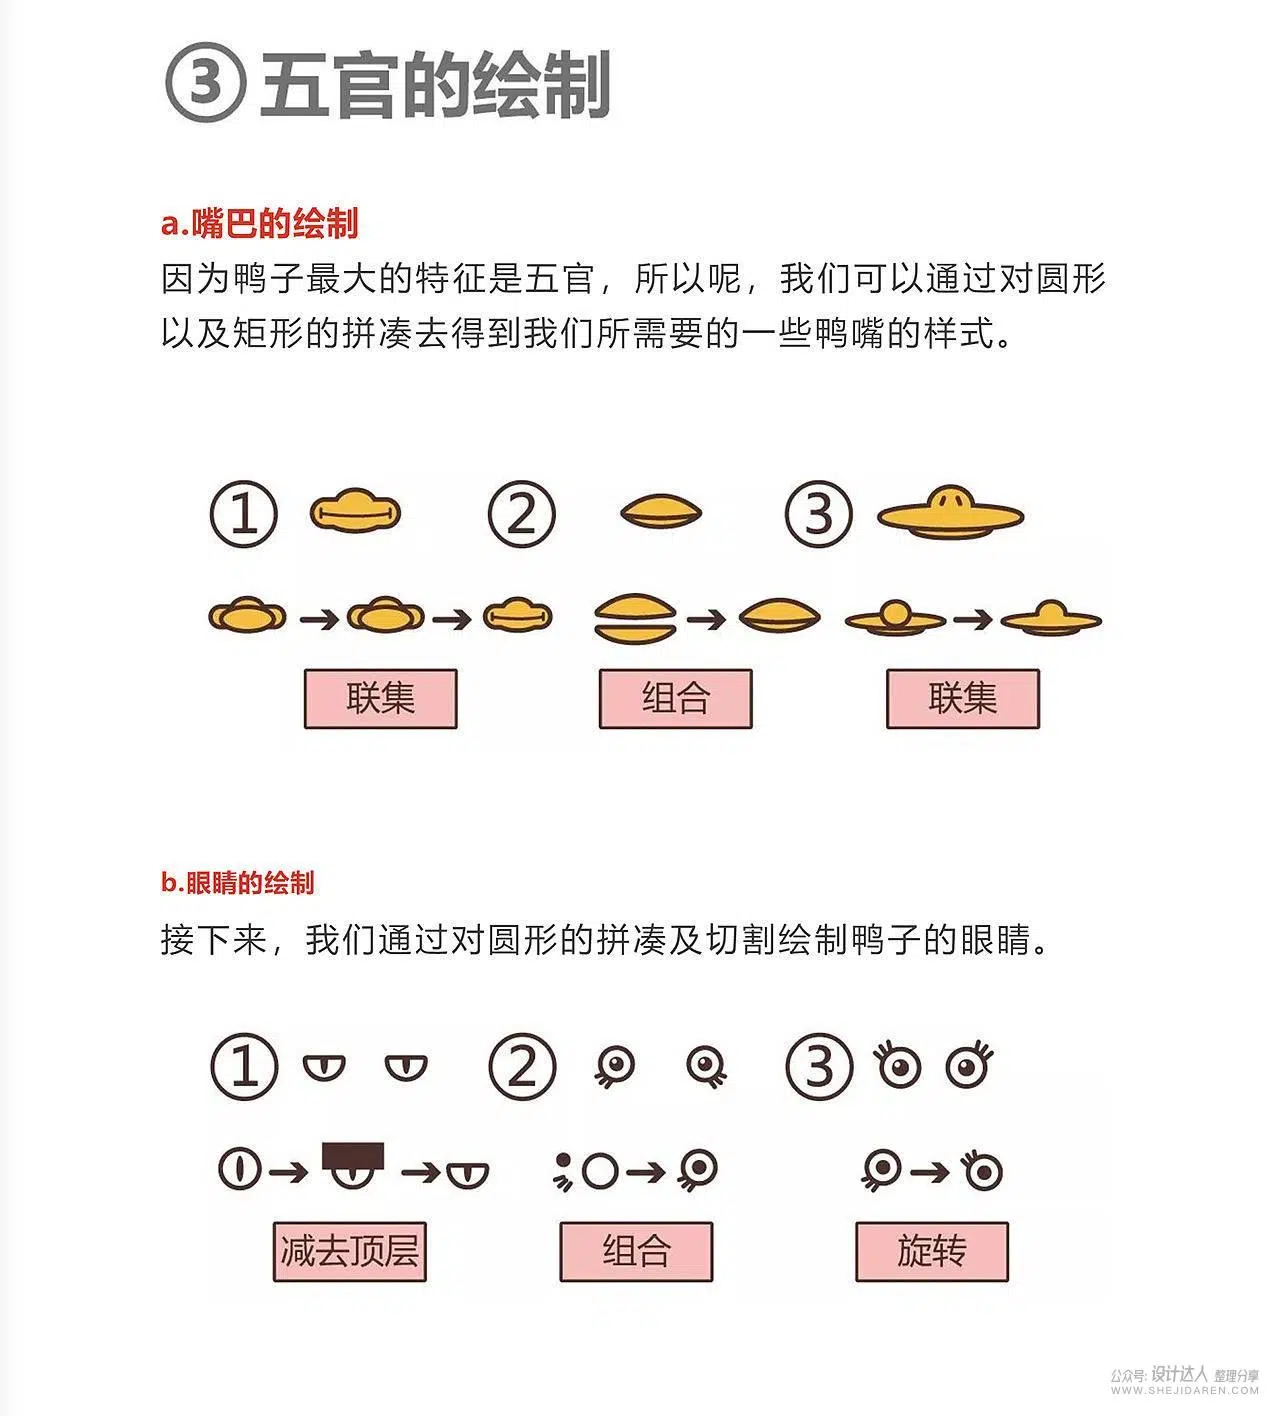 ③五官的绘制
a.嘴巴的绘制
因为鸭子最大的特征是五官，所以呢，我们可以通过对圆形
以及矩形的拼凑去得到我们所需要的一些鸭嘴的样式。
① ② ③
联集 组合 联集
b.眼睛的绘制
接下来，我们通过对圆形的拼凑及切割绘制鸭子的眼睛。
① ② ③
减去顶层 组合 旋转
公众号: 设计达人 整理分享
WWW.SHEJIDAREN.COM